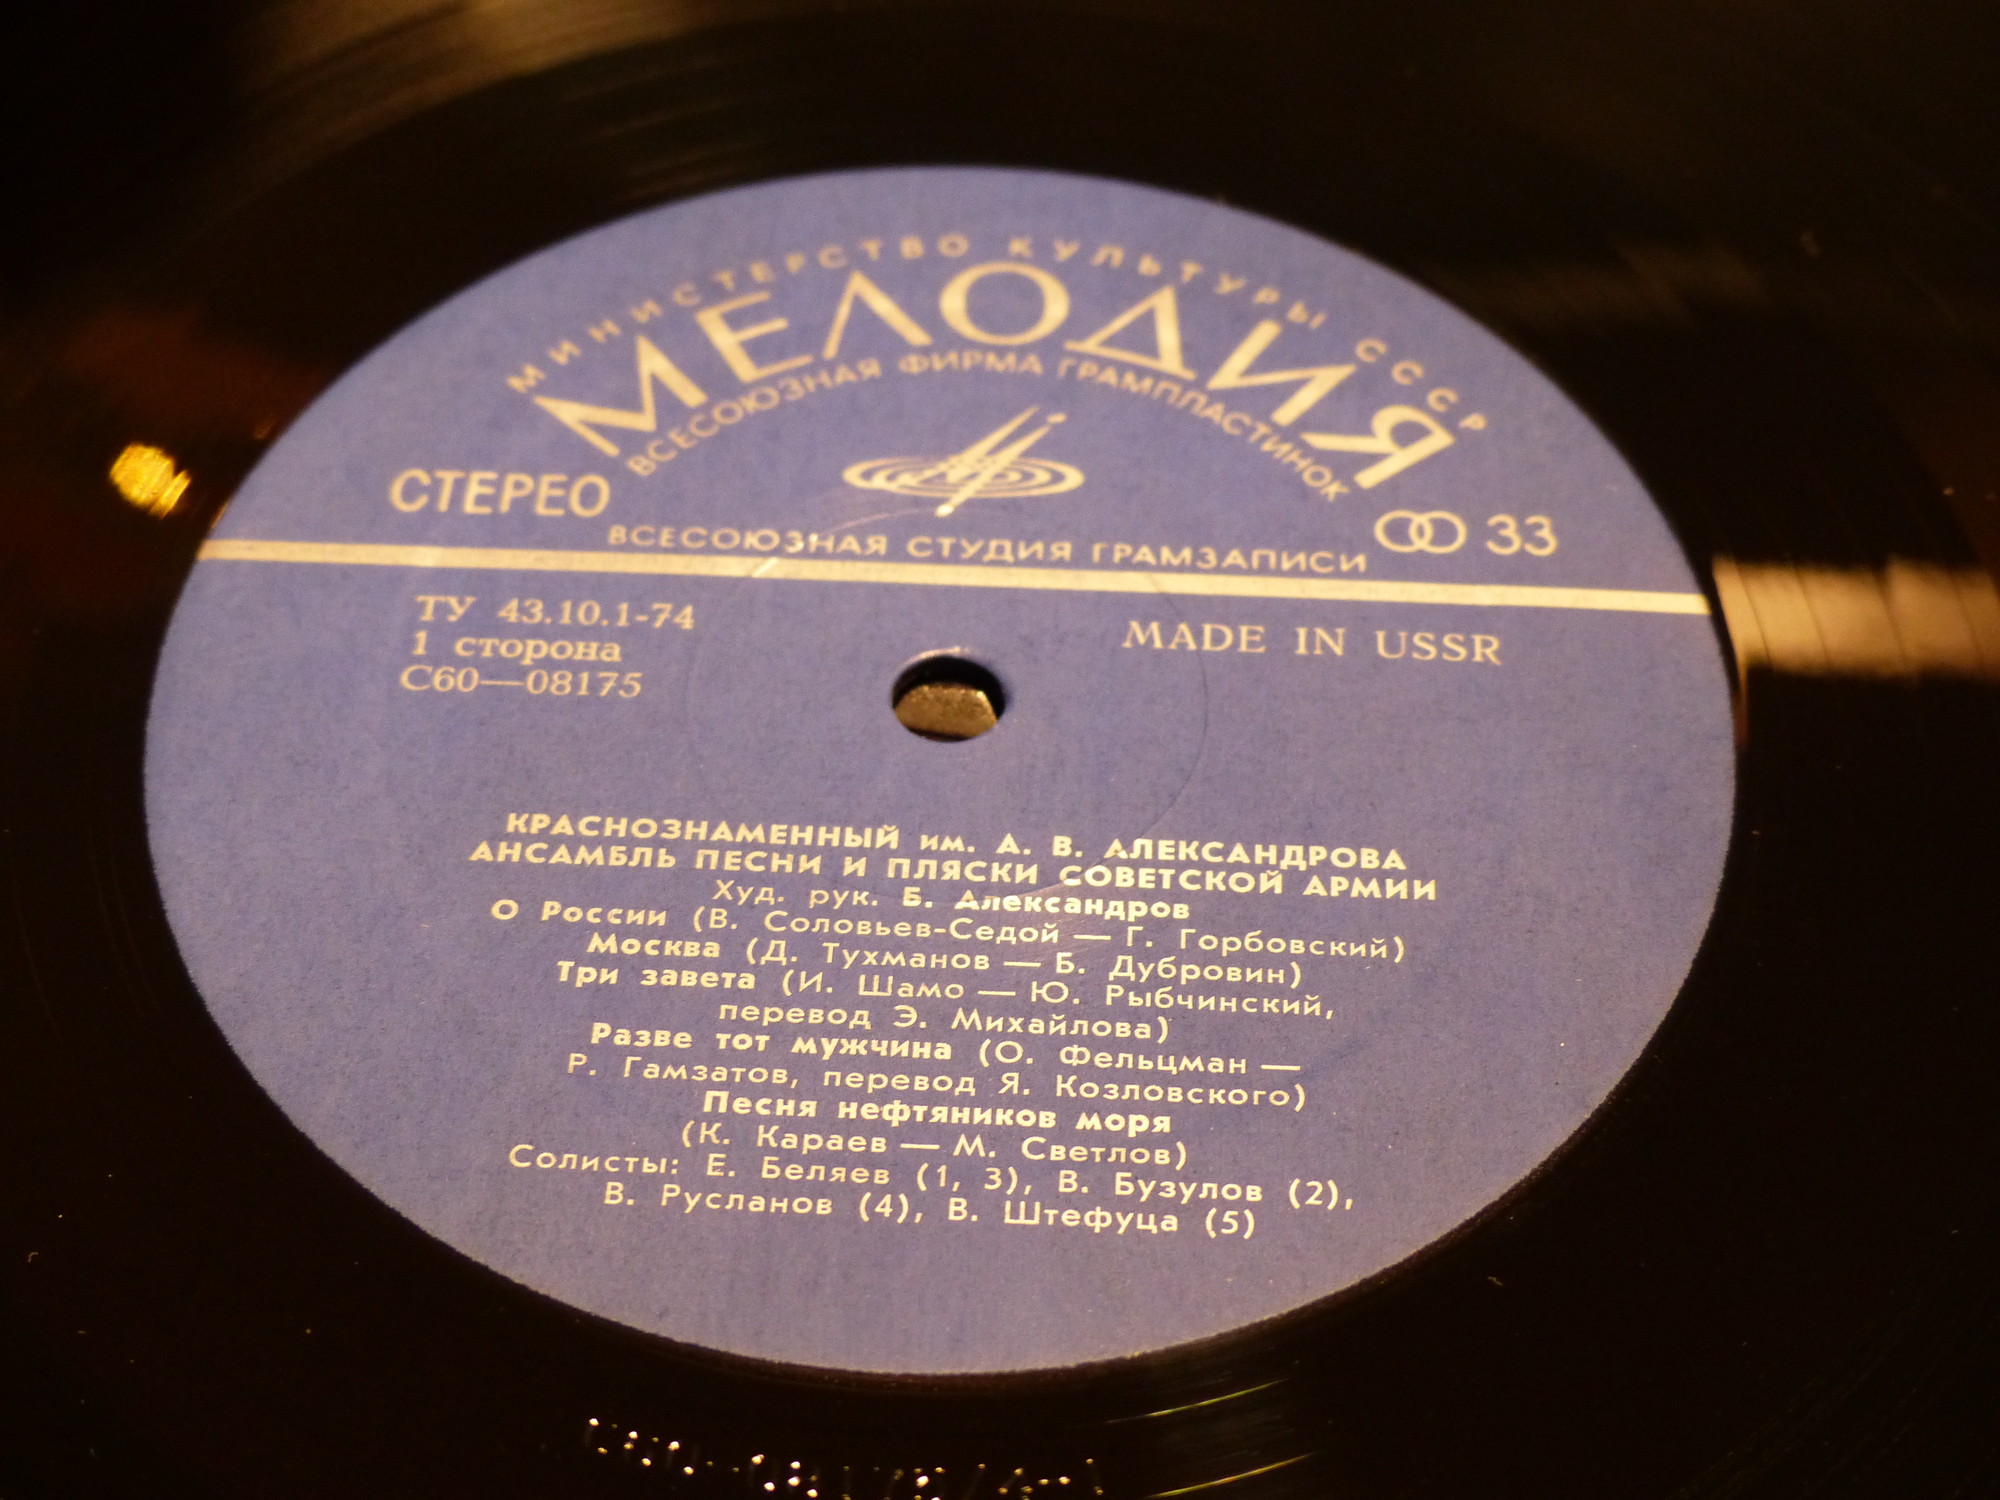 МИНИСТЕРСТВО КУЛЬТУРЫ СССР
МЕЛОДИЯ
ВСЕСОЮЗНАЯ ФИРМА ГРАМПЛАСТИНОК
СТЕРЕО
33
ВСЕСОЮЗНАЯ СТУДИЯ ГРАМЗАПИСИ
ТУ 43.10.1-74
1 сторона
С60—08175
MADE IN USSR
КРАСНОЗНАМЕННЫЙ им. А. В. АЛЕКСАНДРОВА
АНСАМБЛЬ ПЕСНИ И ПЛЯСКИ СОВЕТСКОЙ АРМИИ
Худ. рук. Б. Александров
О России (В. Соловьев-Седой — Г. Горбовский)
Москва (Д. Тухманов — Б. Дубровин)
Три завета (И. Шамо — Ю. Рыбчинский,
перевод Э. Михайлова)
Разве тот мужчина (О. Фельцман —
Р. Гамзатов, перевод Я. Козловского)
Песня нефтяников моря
(К. Караев — М. Светлов)
Солисты: Е. Беляев (1, 3), В. Бузулов (2),
В. Русланов (4), В. Штефуца (5)